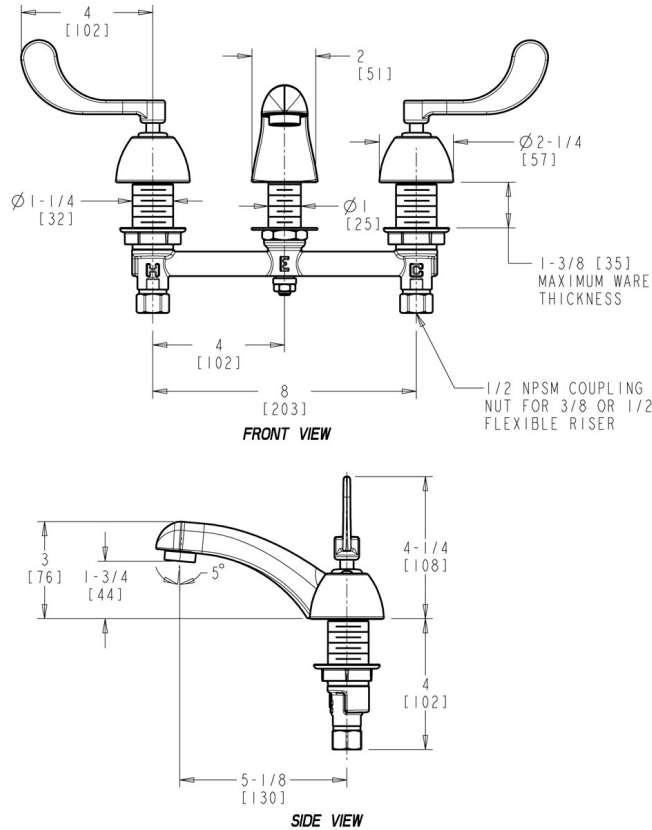 4
[102]
2
[51]
Ø2-1/4
[57]
Ø1-1/4
[32]
Ø1
[25]
1-3/8 [35]
MAXIMUM WARE
THICKNESS
H
E
C
4
[102]
8
[203]
1/2 NPSM COUPLING
NUT FOR 3/8 OR 1/2
FLEXIBLE RISER
FRONT VIEW
3
[76]
1-3/4
[44]
5°
4-1/4
[108]
4
[102]
5-1/8
[130]
SIDE VIEW